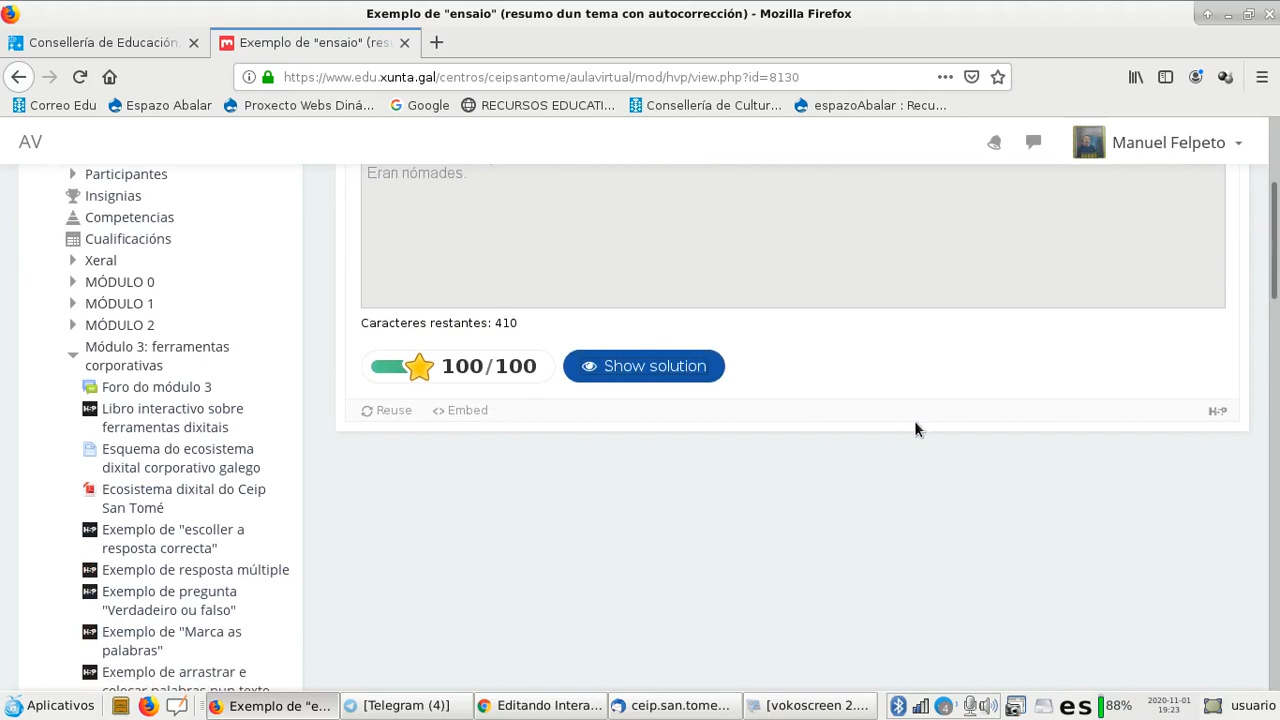 Exemplo de "ensaio" (resumo dun tema con autocorrección) - Mozilla Firefox
Consellería de Educación,
Exemplo de "ensaio" (res
https://www.edu.xunta.gal/centros/ceipsantome/aulavirtual/mod/hvp/view.php?id=8130
Correo Edu
Espazo Abalar
Proxecto Webs Diná...
Google
RECURSOS EDUCATI...
Consellería de Cultur...
espazoAbalar : Recu...
AV
Manuel Felpeto
Participantes
Insignias
Competencias
Cualificacións
Xeral
MÓDULO 0
MÓDULO 1
MÓDULO 2
Módulo 3: ferramentas
corporativas
Foro do módulo 3
H-P Libro interactivo sobre
ferramentas dixitais
Esquema do ecosistema
dixital corporativo galego
Ecosistema dixital do Ceip
San Tomé
H-P Exemplo de "escoller a
resposta correcta"
H-P Exemplo de resposta múltiple
H-P Exemplo de pregunta
"Verdadeiro ou falso"
H-P Exemplo de "Marca as
palabras"
H-P Exemplo de arrastrar e
colocar palabras nun texto
Eran nómades.
Caracteres restantes: 410
100/100
Show solution
Reuse
<> Embed
H-P
Aplicativos
Exemplo de "e...
[Telegram (4)]
Editando Intera...
ceip.san.tome...
[vokoscreen 2....
4
es
88%
2020-11-01
19:23
usuario